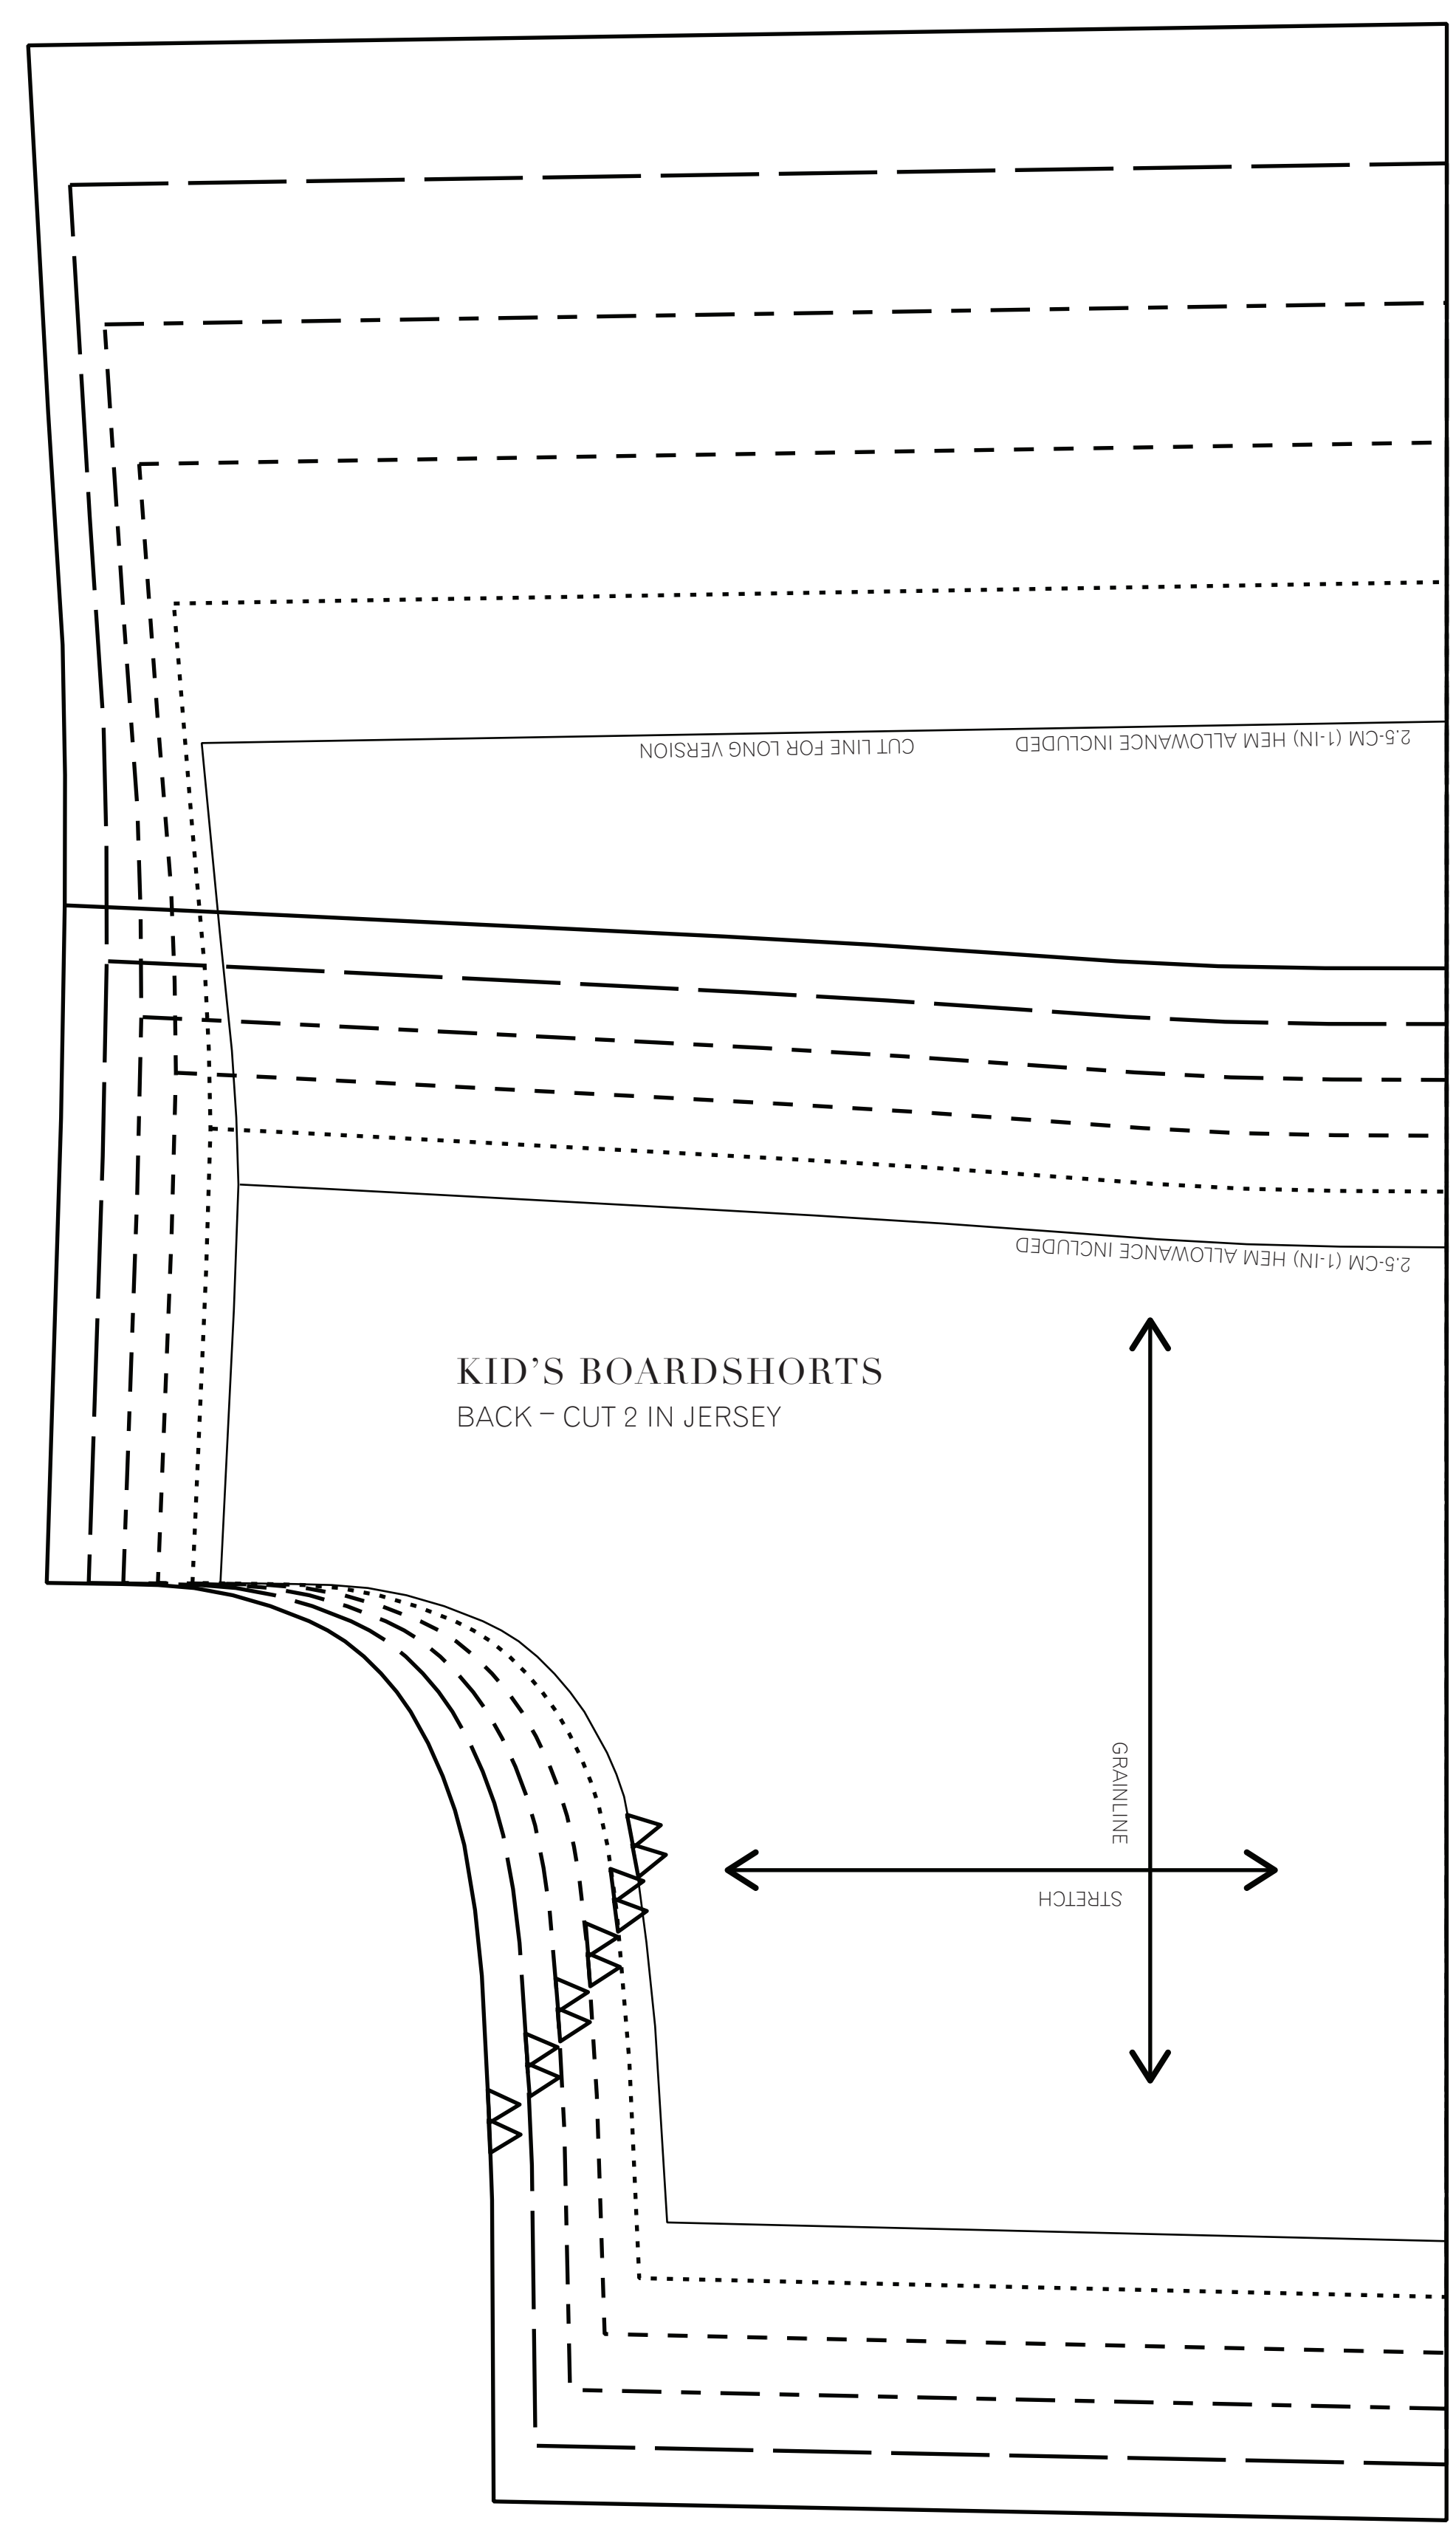 CUT LINE FOR LONG VERSION
2.5-CM (1-IN) HEM ALLOWANCE INCLUDED
2.5-CM (1-IN) HEM ALLOWANCE INCLUDED
KID’S BOARDSHORTS
BACK – CUT 2 IN JERSEY
GRAINLINE
STRETCH